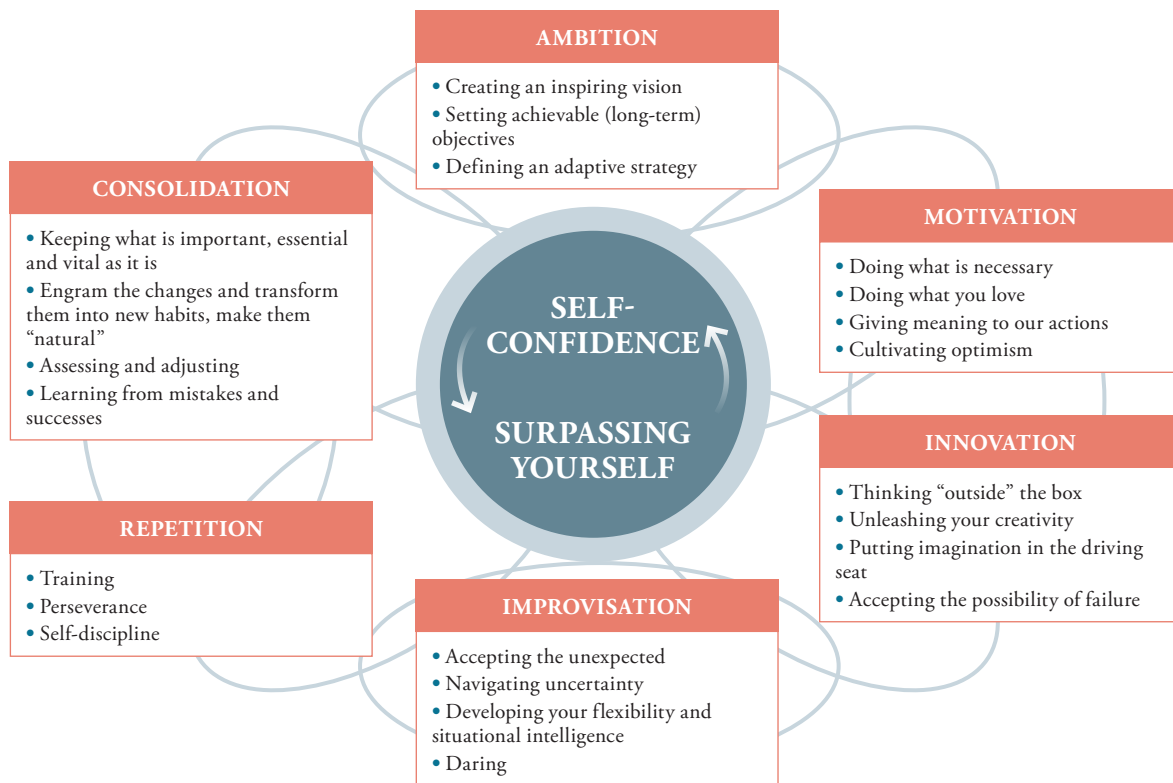 AMBITION
• Creating an inspiring vision
• Setting achievable (long-term)
objectives
• Defining an adaptive strategy
CONSOLIDATION
• Keeping what is important, essential
and vital as it is
• Engram the changes and transform
them into new habits, make them
“natural”
• Assessing and adjusting
• Learning from mistakes and
successes
MOTIVATION
• Doing what is necessary
• Doing what you love
• Giving meaning to our actions
• Cultivating optimism
SELF-
CONFIDENCE
SURPASSING
YOURSELF
INNOVATION
• Thinking “outside” the box
• Unleashing your creativity
• Putting imagination in the driving
seat
• Accepting the possibility of failure
REPETITION
• Training
• Perseverance
• Self-discipline
IMPROVISATION
• Accepting the unexpected
• Navigating uncertainty
• Developing your flexibility and
situational intelligence
• Daring